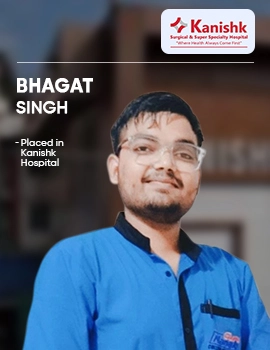 Kanishk
Surgical & Super Specialty Hospital
"Where Health Always Come First"
BHAGAT
SINGH
- Placed in
Kanishk
Hospital